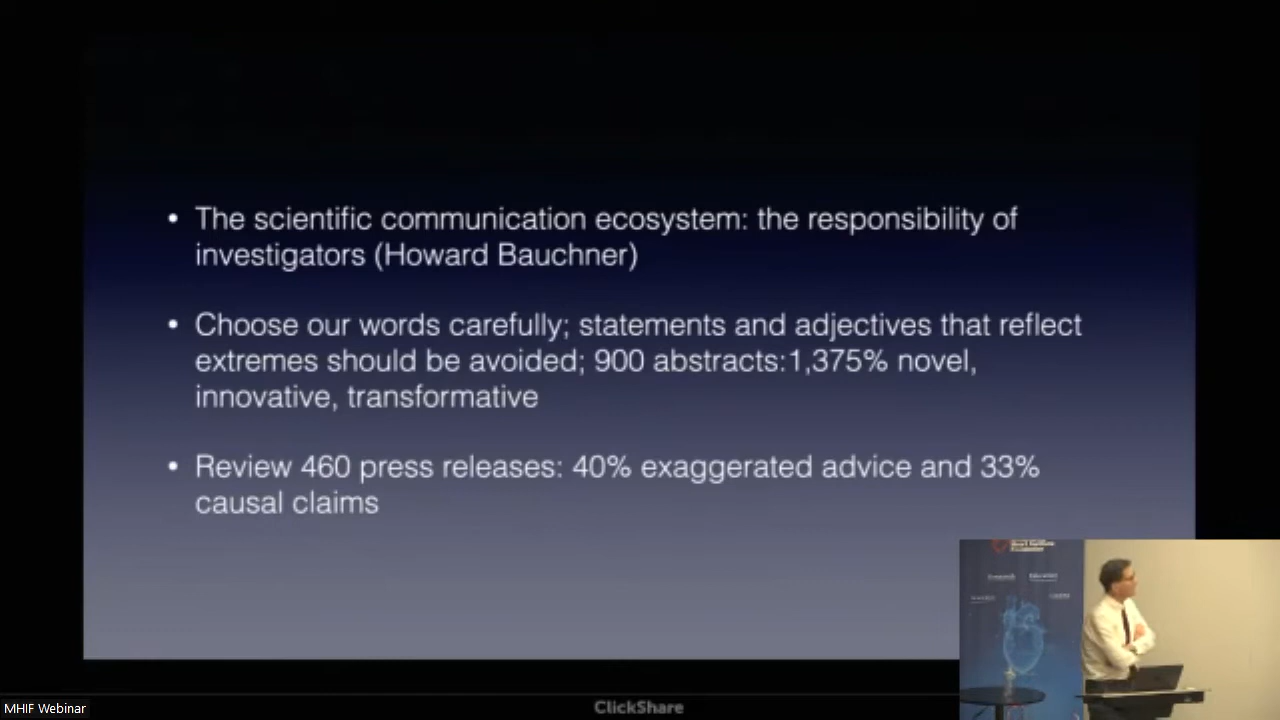 • The scientific communication ecosystem: the responsibility of
investigators (Howard Bauchner)
• Choose our words carefully; statements and adjectives that reflect
extremes should be avoided; 900 abstracts:1,375% novel,
innovative, transformative
• Review 460 press releases: 40% exaggerated advice and 33%
causal claims
MHIF Webinar
ClickShare